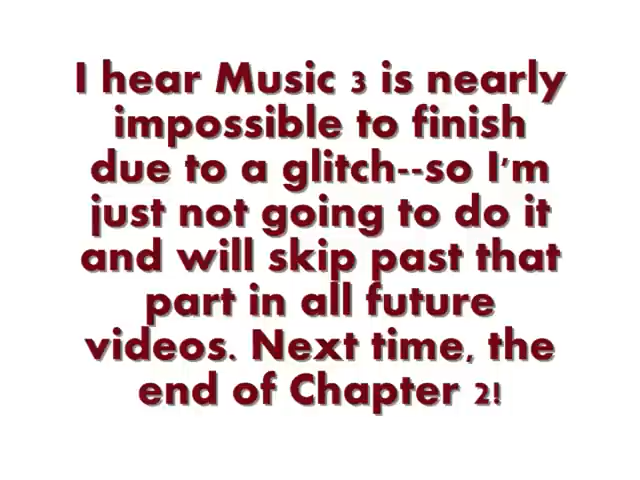 I hear Music 3 is nearly
impossible to finish
due to a glitch--so I'm
just not going to do it
and will skip past that
part in all future
videos. Next time, the
end of Chapter 2!